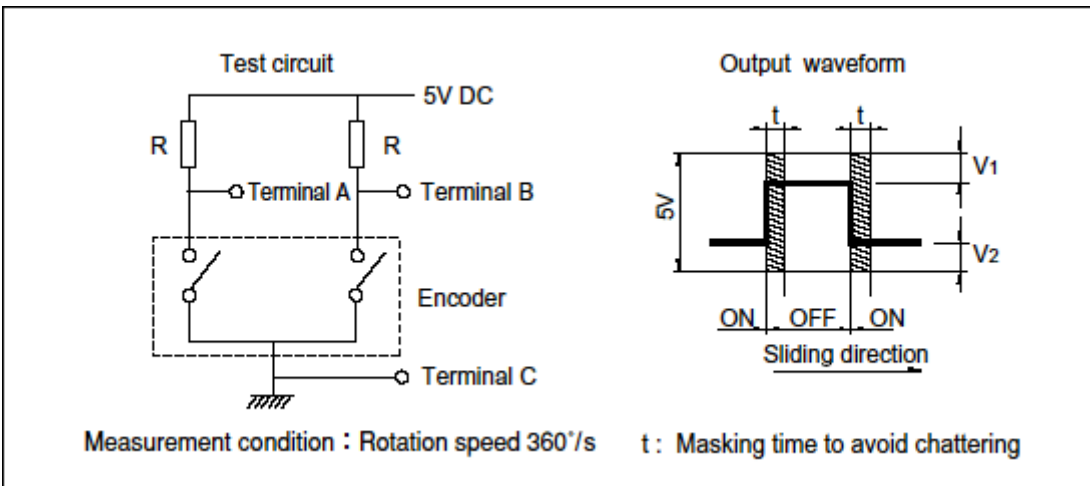 Test circuit
5V DC
R
R
Terminal A
Terminal B
Encoder
Terminal C
Output waveform
t
t
V1
5V
V2
ON OFF ON
Sliding direction
Measurement condition：Rotation speed 360°/s
t : Masking time to avoid chattering